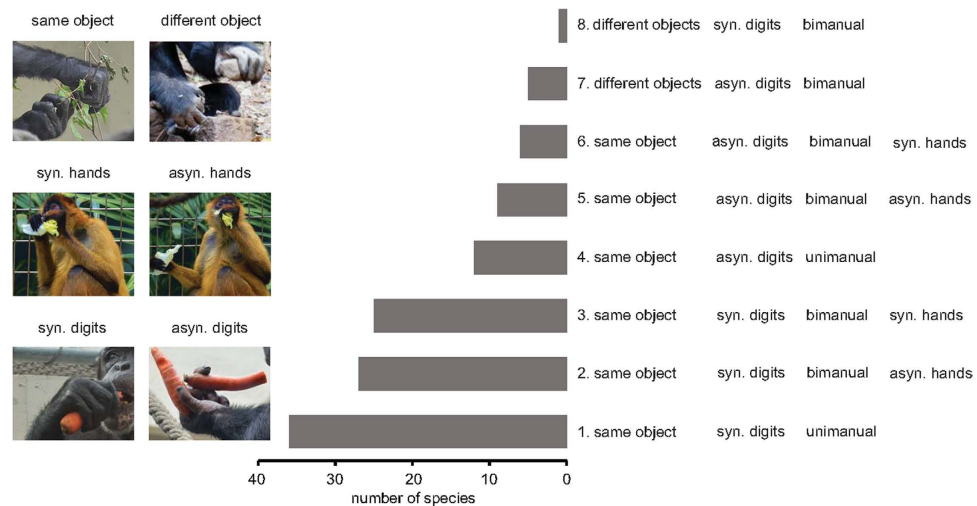 same object different object
syn. hands asyn. hands
syn. digits asyn. digits
8. different objects syn. digits bimanual
7. different objects asyn. digits bimanual
6. same object asyn. digits bimanual syn. hands
5. same object asyn. digits bimanual asyn. hands
4. same object asyn. digits unimanual
3. same object syn. digits bimanual syn. hands
2. same object syn. digits bimanual asyn. hands
1. same object syn. digits unimanual
40 30 20 10 0
number of species